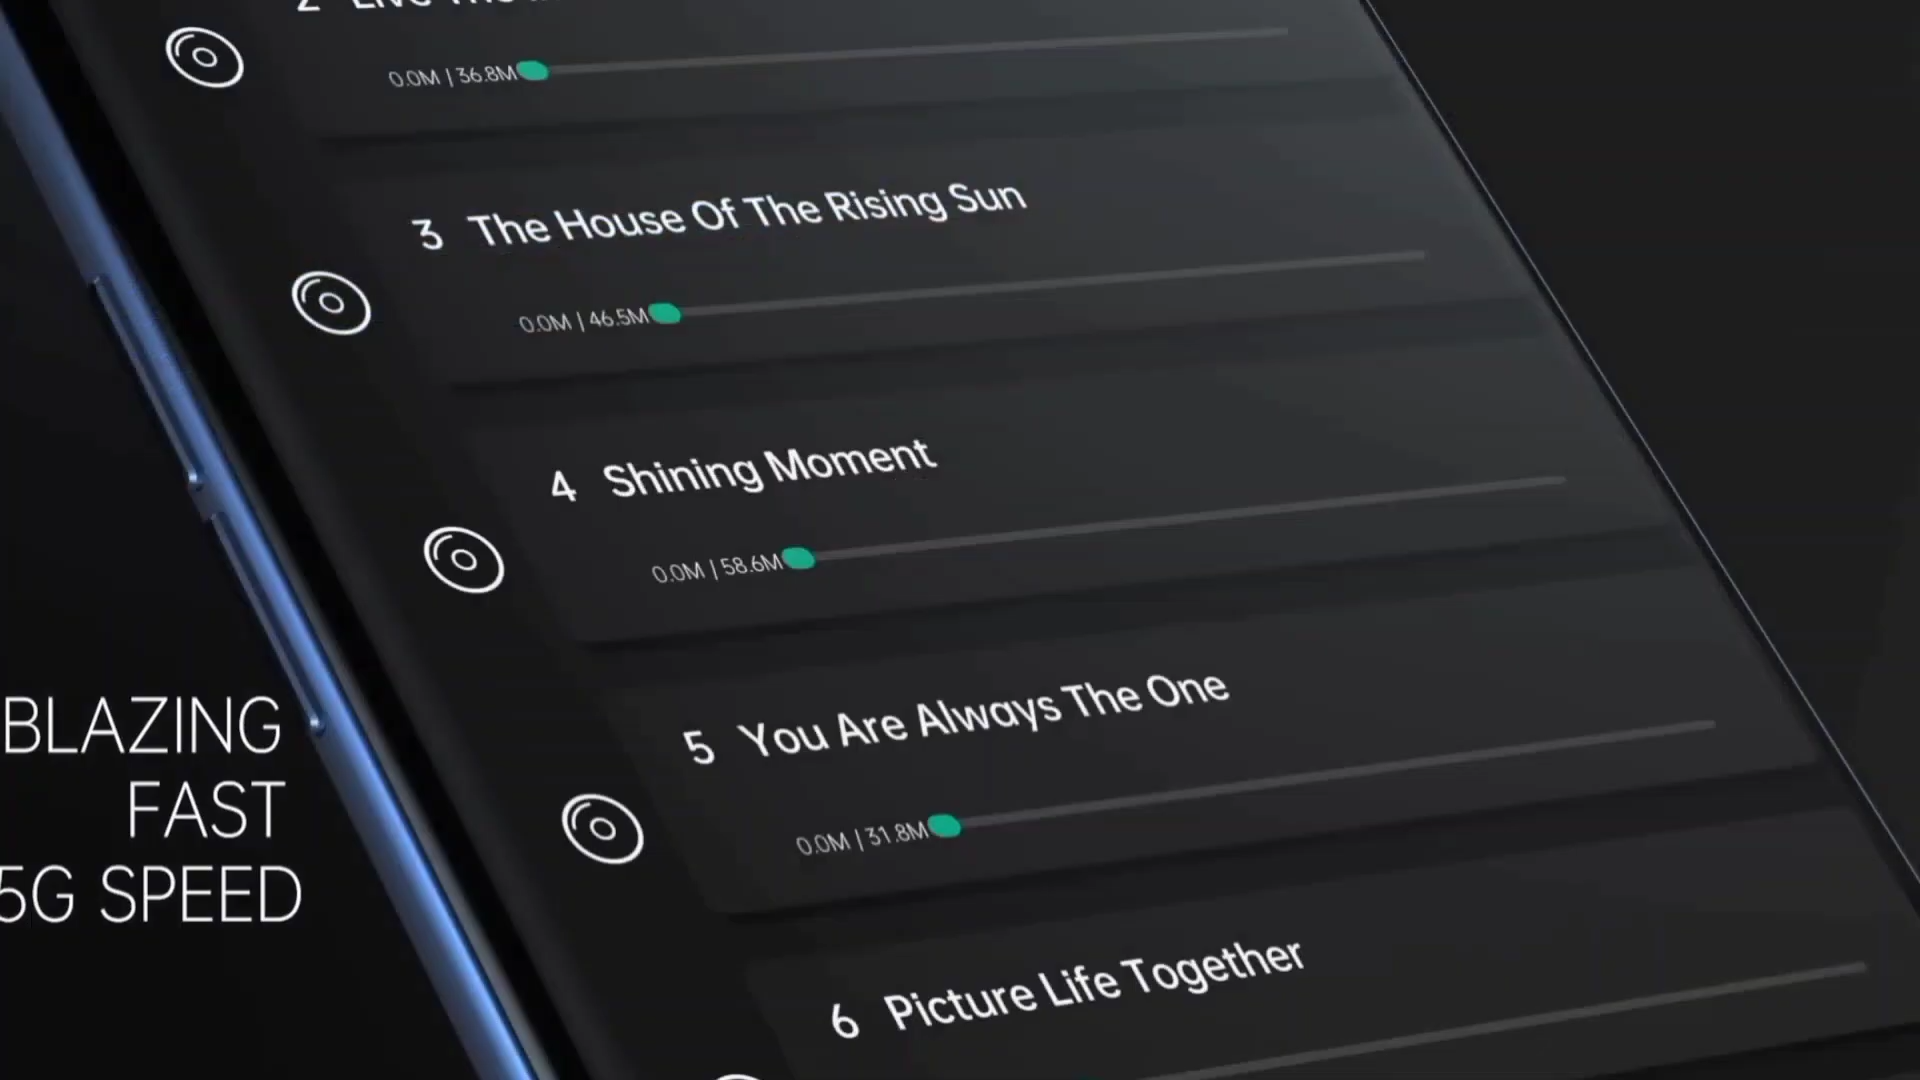 2
0.0M | 36.8M
3 The House Of The Rising Sun
0.0M | 46.5M
4 Shining Moment
0.0M | 58.6M
5 You Are Always The One
0.0M | 31.8M
6 Picture Life Together
BLAZING
FAST
5G SPEED